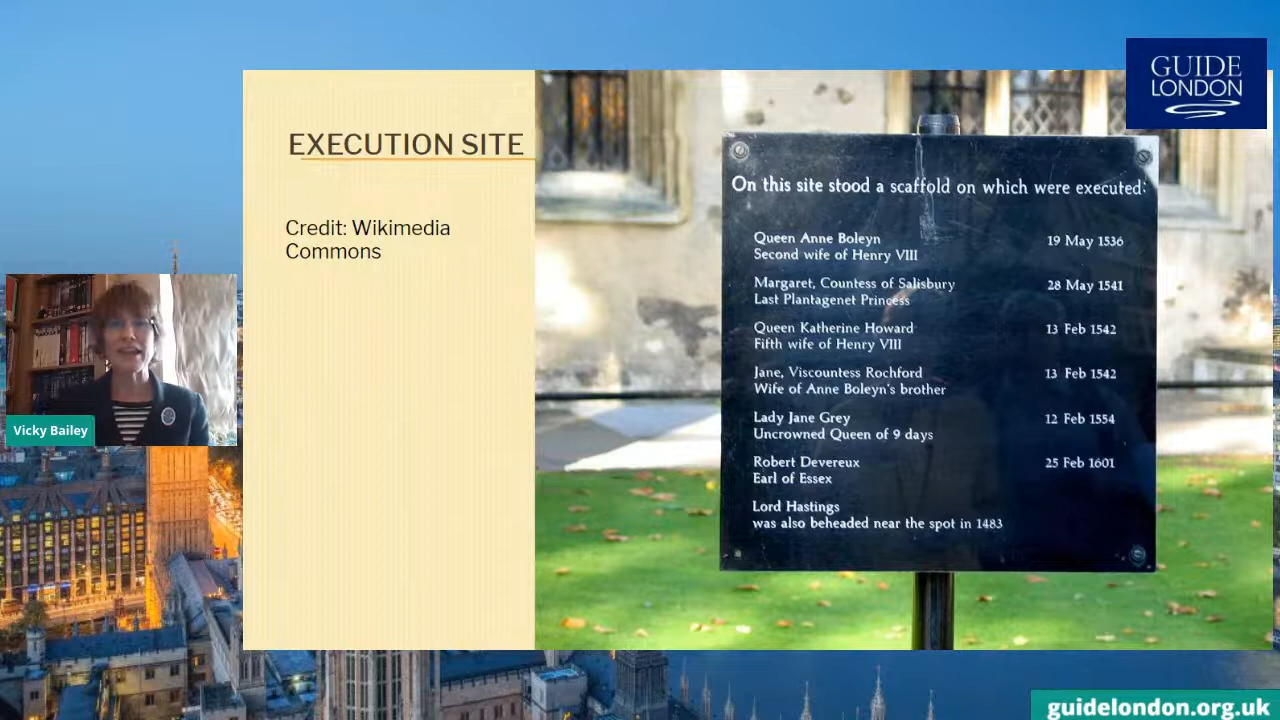 GUIDE
LONDON
EXECUTION SITE
Credit: Wikimedia
Commons
On this site stood a scaffold on which were executed:
Queen Anne Boleyn 19 May 1536
Second wife of Henry VIII
Margaret, Countess of Salisbury 28 May 1541
Last Plantagenet Princess
Queen Katherine Howard 13 Feb 1542
Fifth wife of Henry VIII
Jane, Viscountess Rochford 13 Feb 1542
Wife of Anne Boleyn's brother
Lady Jane Grey 12 Feb 1554
Uncrowned Queen of 9 days
Robert Devereux 25 Feb 1601
Earl of Essex
Lord Hastings
was also beheaded near the spot in 1483
Vicky Bailey
guidelondon.org.uk